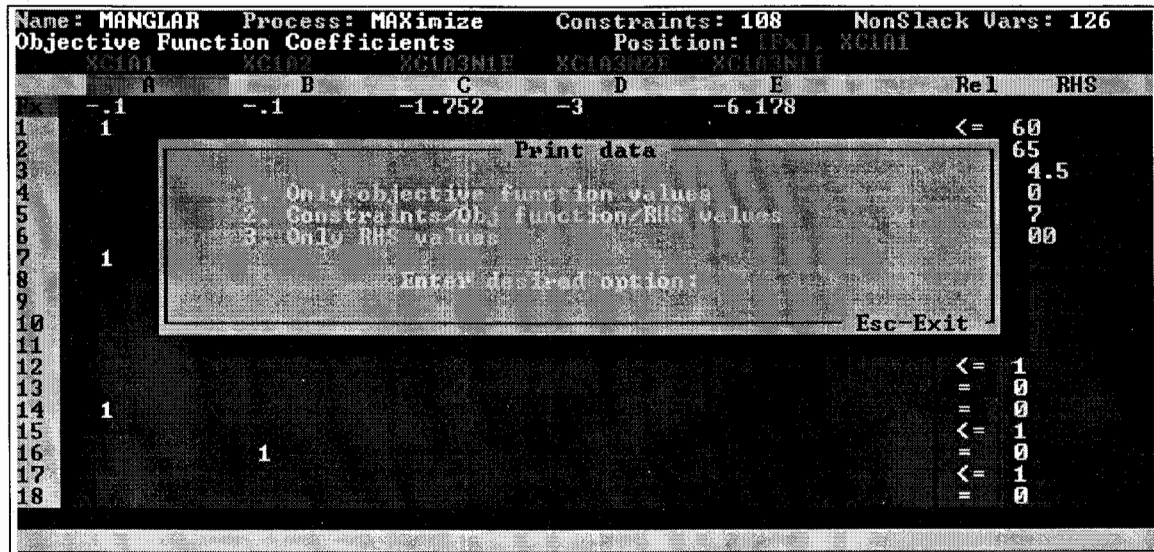 Name: MANGLAR Process: MAXimize Constraints: 108 NonSlack Vars: 126
Objective Function Coefficients Position: [Fx], XC1A1
XC1A1 XC1A2 XC1A3N1E XC1A3N2E XC1A3N1I
A B C D E Rel RHS
Fx -.1 -.1 -1.752 -3 -6.178
1 1 <= 60
Print data
2 65
3 4.5
4 1. Only objective function values 0
5 2. Constraints/Obj function/RHS values 7
6 3. Only RHS values 00
7 1
8 Enter desired option:
9
10 Esc-Exit
11
12 <= 1
13 = 0
14 1 = 0
15 <= 1
16 1 = 0
17 <= 1
18 = 0